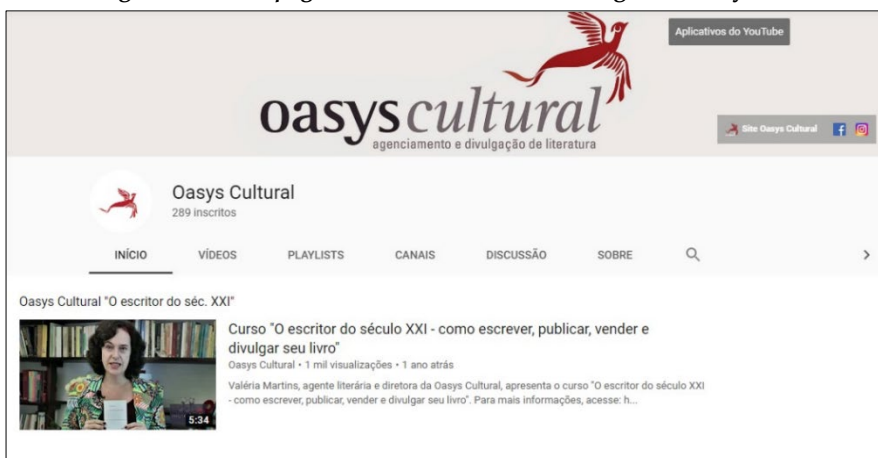 Aplicativos do YouTube
oasys cultural
agenciamento e divulgação de literatura
Site Oasys Cultural
Oasys Cultural
289 inscritos
INÍCIO VÍDEOS PLAYLISTS CANAIS DISCUSSÃO SOBRE
Oasys Cultural "O escritor do séc. XXI"
Curso "O escritor do século XXI - como escrever, publicar, vender e
divulgar seu livro"
Oasys Cultural • 1 mil visualizações • 1 ano atrás
Valéria Martins, agente literária e diretora da Oasys Cultural, apresenta o curso "O escritor do século XXI
- como escrever, publicar, vender e divulgar seu livro". Para mais informações, acesse: h...
5:34